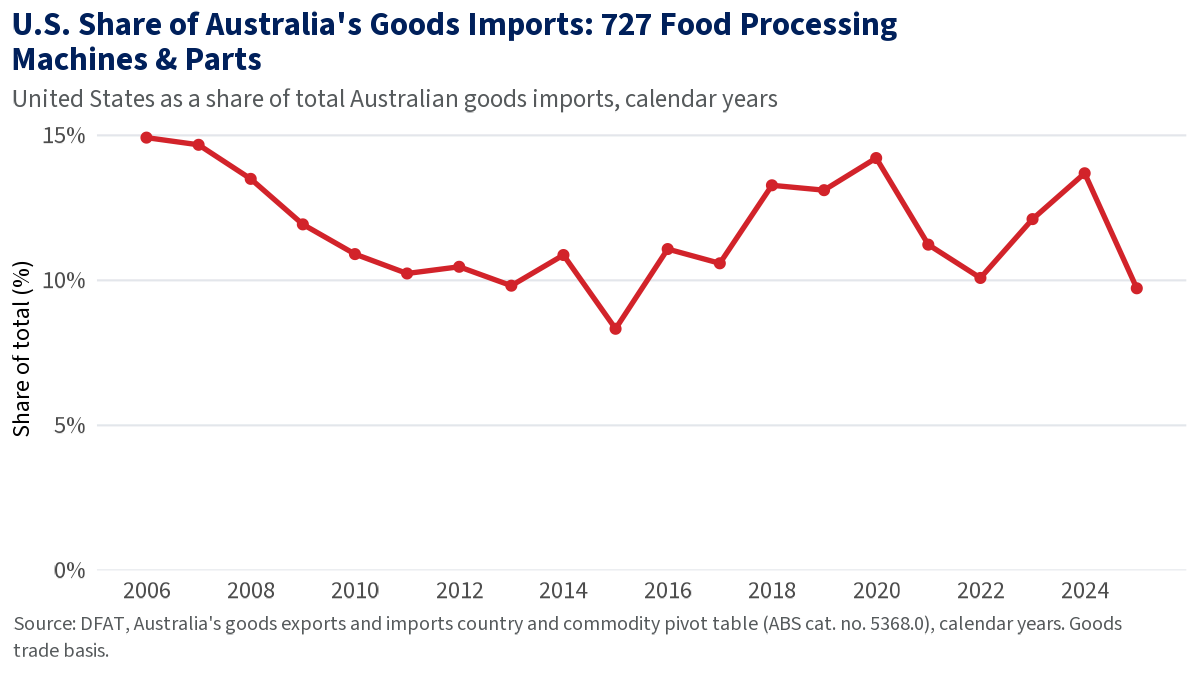 U.S. Share of Australia's Goods Imports: 727 Food Processing
Machines & Parts
United States as a share of total Australian goods imports, calendar years
Share of total (%)
15%
10%
5%
0%
2006 2008 2010 2012 2014 2016 2018 2020 2022 2024
Source: DFAT, Australia's goods exports and imports country and commodity pivot table (ABS cat. no. 5368.0), calendar years. Goods
trade basis.